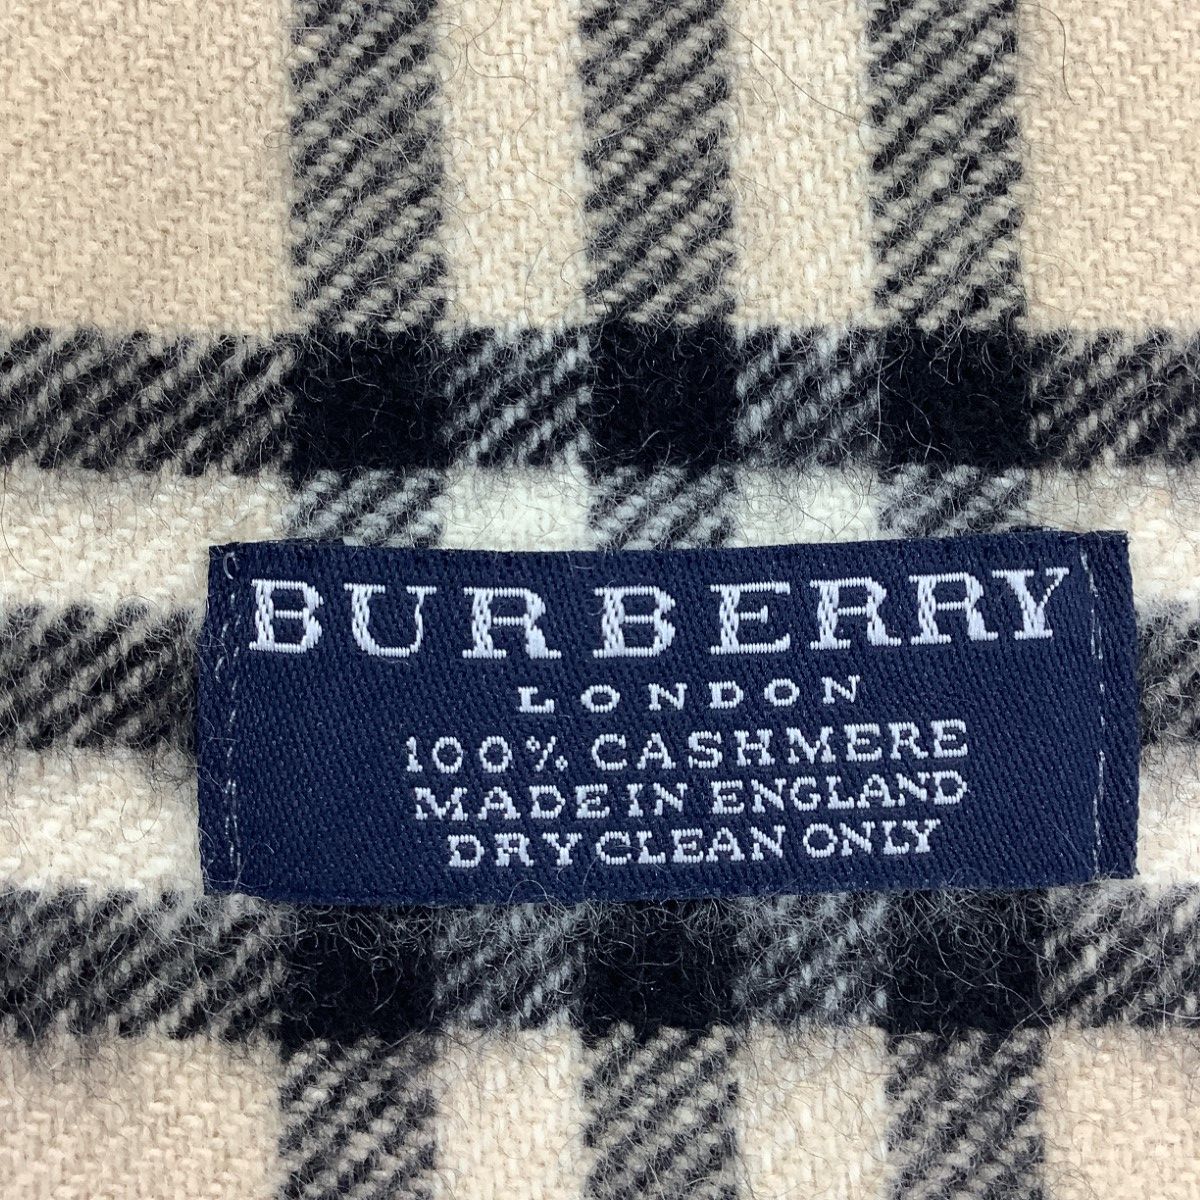 BURBERRY
LONDON
100% CASHMERE
MADE IN ENGLAND
DRY CLEAN ONLY